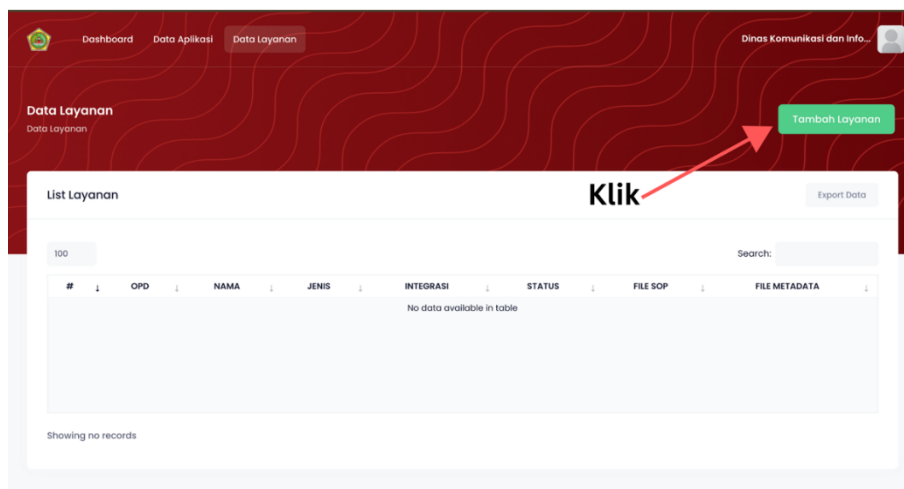 Dashboard Data Aplikasi Data Layanan Dinas Komunikasi dan Info...
Data Layanan
Data Layanan
Tambah Layanan
List Layanan
Klik
Export Data
100
Search:
# OPD NAMA JENIS INTEGRASI STATUS FILE SOP FILE METADATA
No data available in table
Showing no records